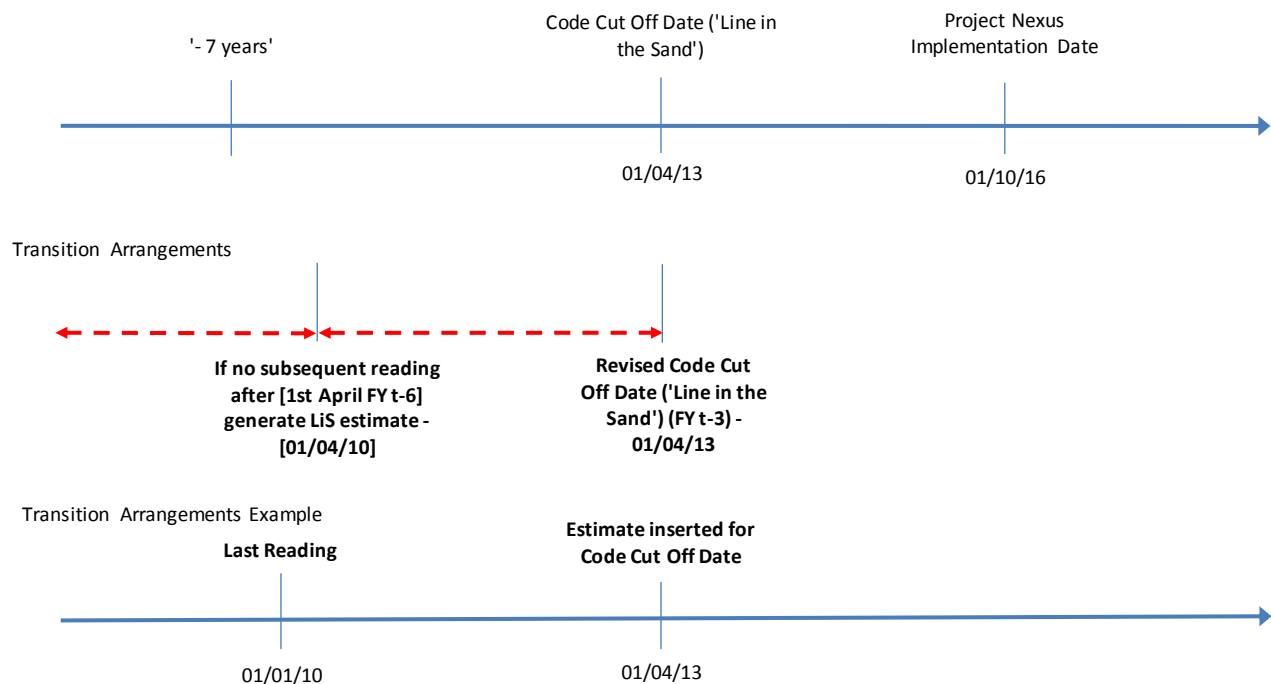 '- 7 years'
Code Cut Off Date ('Line in
the Sand')
Project Nexus
Implementation Date
01/04/13
01/10/16
Transition Arrangements
If no subsequent reading
after [1st April FY t-6]
generate LiS estimate -
[01/04/10]
Revised Code Cut
Off Date ('Line in the
Sand') (FY t-3) -
01/04/13
Transition Arrangements Example
Last Reading
Estimate inserted for
Code Cut Off Date
01/01/10
01/04/13